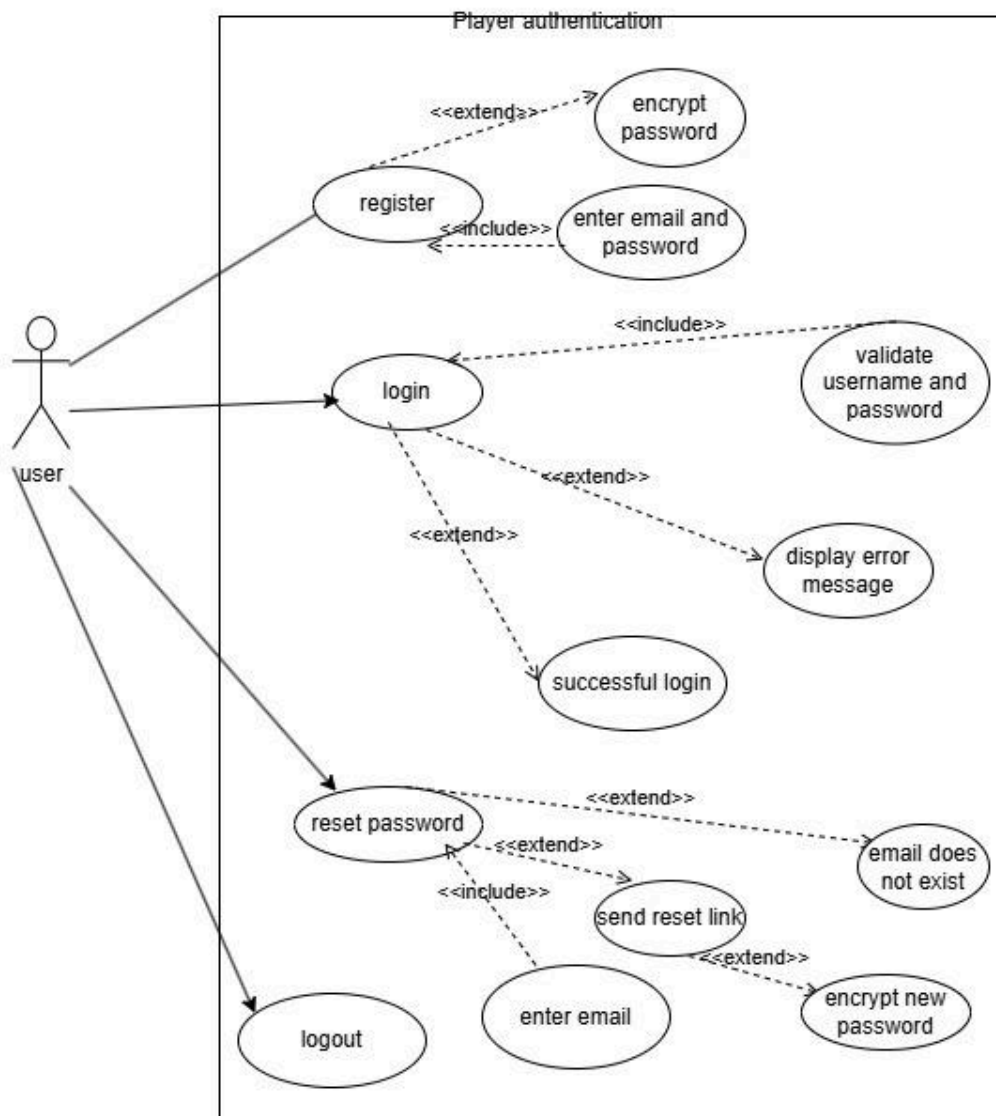 Player authentication
<<extend>>
encrypt
password
register
<<include>>
enter email and
password
<<include>>
validate
username and
password
login
user
<<extend>>
<<extend>>
display error
message
successful login
<<extend>>
reset password
<<extend>>
email does
not exist
<<include>>
send reset link
<<extend>>
enter email
encrypt new
password
logout